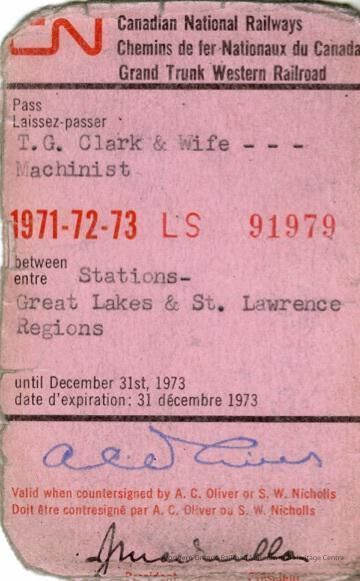 CN
Canadian National Railways
Chemins de fer Nationaux du Canada
Grand Trunk Western Railroad
Pass
Laissez-passer
T.G. Clark & Wife - - -
Machinist
1971-72-73 LS 91979
between
entre Stations-
Great Lakes & St. Lawrence
Regions
until December 31st, 1973
date d'expiration: 31 décembre 1973
Valid when countersigned by A. C. Oliver or S. W. Nicholls
Doit être contresigné par A. C. Oliver ou S. W. Nicholls
President